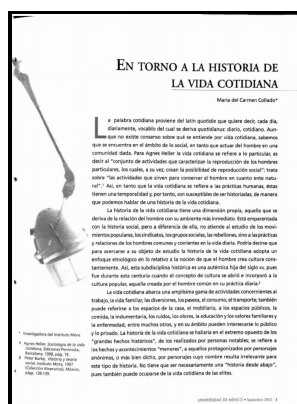 EN TORNO A LA HISTORIA DE
LA VIDA COTIDIANA
María del Carmen Collado*
La palabra cotidiano proviene del latín quotidie que quiere decir, cada día,
diariamente, vocablo del cual se deriva quotidianus: diario, cotidiano. Aun-
que no existe consenso sobre qué se entiende por vida cotidiana, sabemos
que se encuentra en el ámbito de lo social, en tanto que actuar del hombre en una
comunidad dada. Para Agnes Heller la vida cotidiana se refiere a lo particular, es
decir al "conjunto de actividades que caracterizan la reproducción de los hombres
particulares, los cuales, a su vez, crean la posibilidad de reproducción social"; trata
sobre "las actividades que sirven para conservar al hombre en cuanto ente natu-
ral".¹ Así, en tanto que la vida cotidiana se refiere a las prácticas humanas, éstas
tienen una temporalidad y, por tanto, son susceptibles de ser historiadas, de manera
que podemos hablar de una historia de la vida cotidiana.
La historia de la vida cotidiana tiene una dimensión propia, aquella que se
deriva de la relación del hombre con su ambiente más inmediato. Está emparentada
con la historia social, pero a diferencia de ella, no atiende al estudio de los movi-
mientos populares, los sindicatos, los grupos sociales, las rebeliones, sino a las prácticas
y relaciones de los hombres comunes y corrientes en la vida diaria. Podría decirse que
para acercarse a su objeto de estudio la historia de la vida cotidiana adopta un
enfoque etnológico en lo relativo a la noción de que el hombre crea cultura cons-
tantemente. Así, esta subdisciplina histórica es una auténtica hija del siglo XX, pues
fue durante esta centuria cuando el concepto de cultura se abrió e incorporó a la
cultura popular; aquella creada por el hombre común en su práctica diaria.²
La vida cotidiana abarca una amplísima gama de actividades concernientes al
trabajo, la vida familiar, las diversiones, los paseos, el consumo, el transporte; también
puede referirse a los espacios de la casa, el mobiliario; a los espacios públicos, la
comida, la indumentaria, los ruidos, los olores, la educación y los valores familiares y
la enfermedad, entre muchos otros, y en su ámbito pueden intersecarse lo público
y lo privado. La historia de la vida cotidiana se hallaría en el extremo opuesto de los
"grandes hechos históricos", de los realizados por personas notables; se refiere a
los hechos y acontecimientos "menores", a aquellos protagonizados por personajes
anónimos, o más bien dicho, por personajes cuyo nombre resulta irrelevante para
este tipo de historia. No tiene que ser necesariamente una "historia desde abajo",
pues también puede ocuparse de la vida cotidiana de las élites.
* Investigadora del Instituto Mora
1 Agnes Heller, Sociología de la vida
cotidiana, Ediciones Península,
Barcelona, 1998, pág. 19.
2 Peter Burke, Historia y teoría
social, Instituto Mora, 1997
(Colección Itinerarios), México,
págs. 138-139.
UNIVERSIDAD DE MÉXICO • Septiembre 2002 3